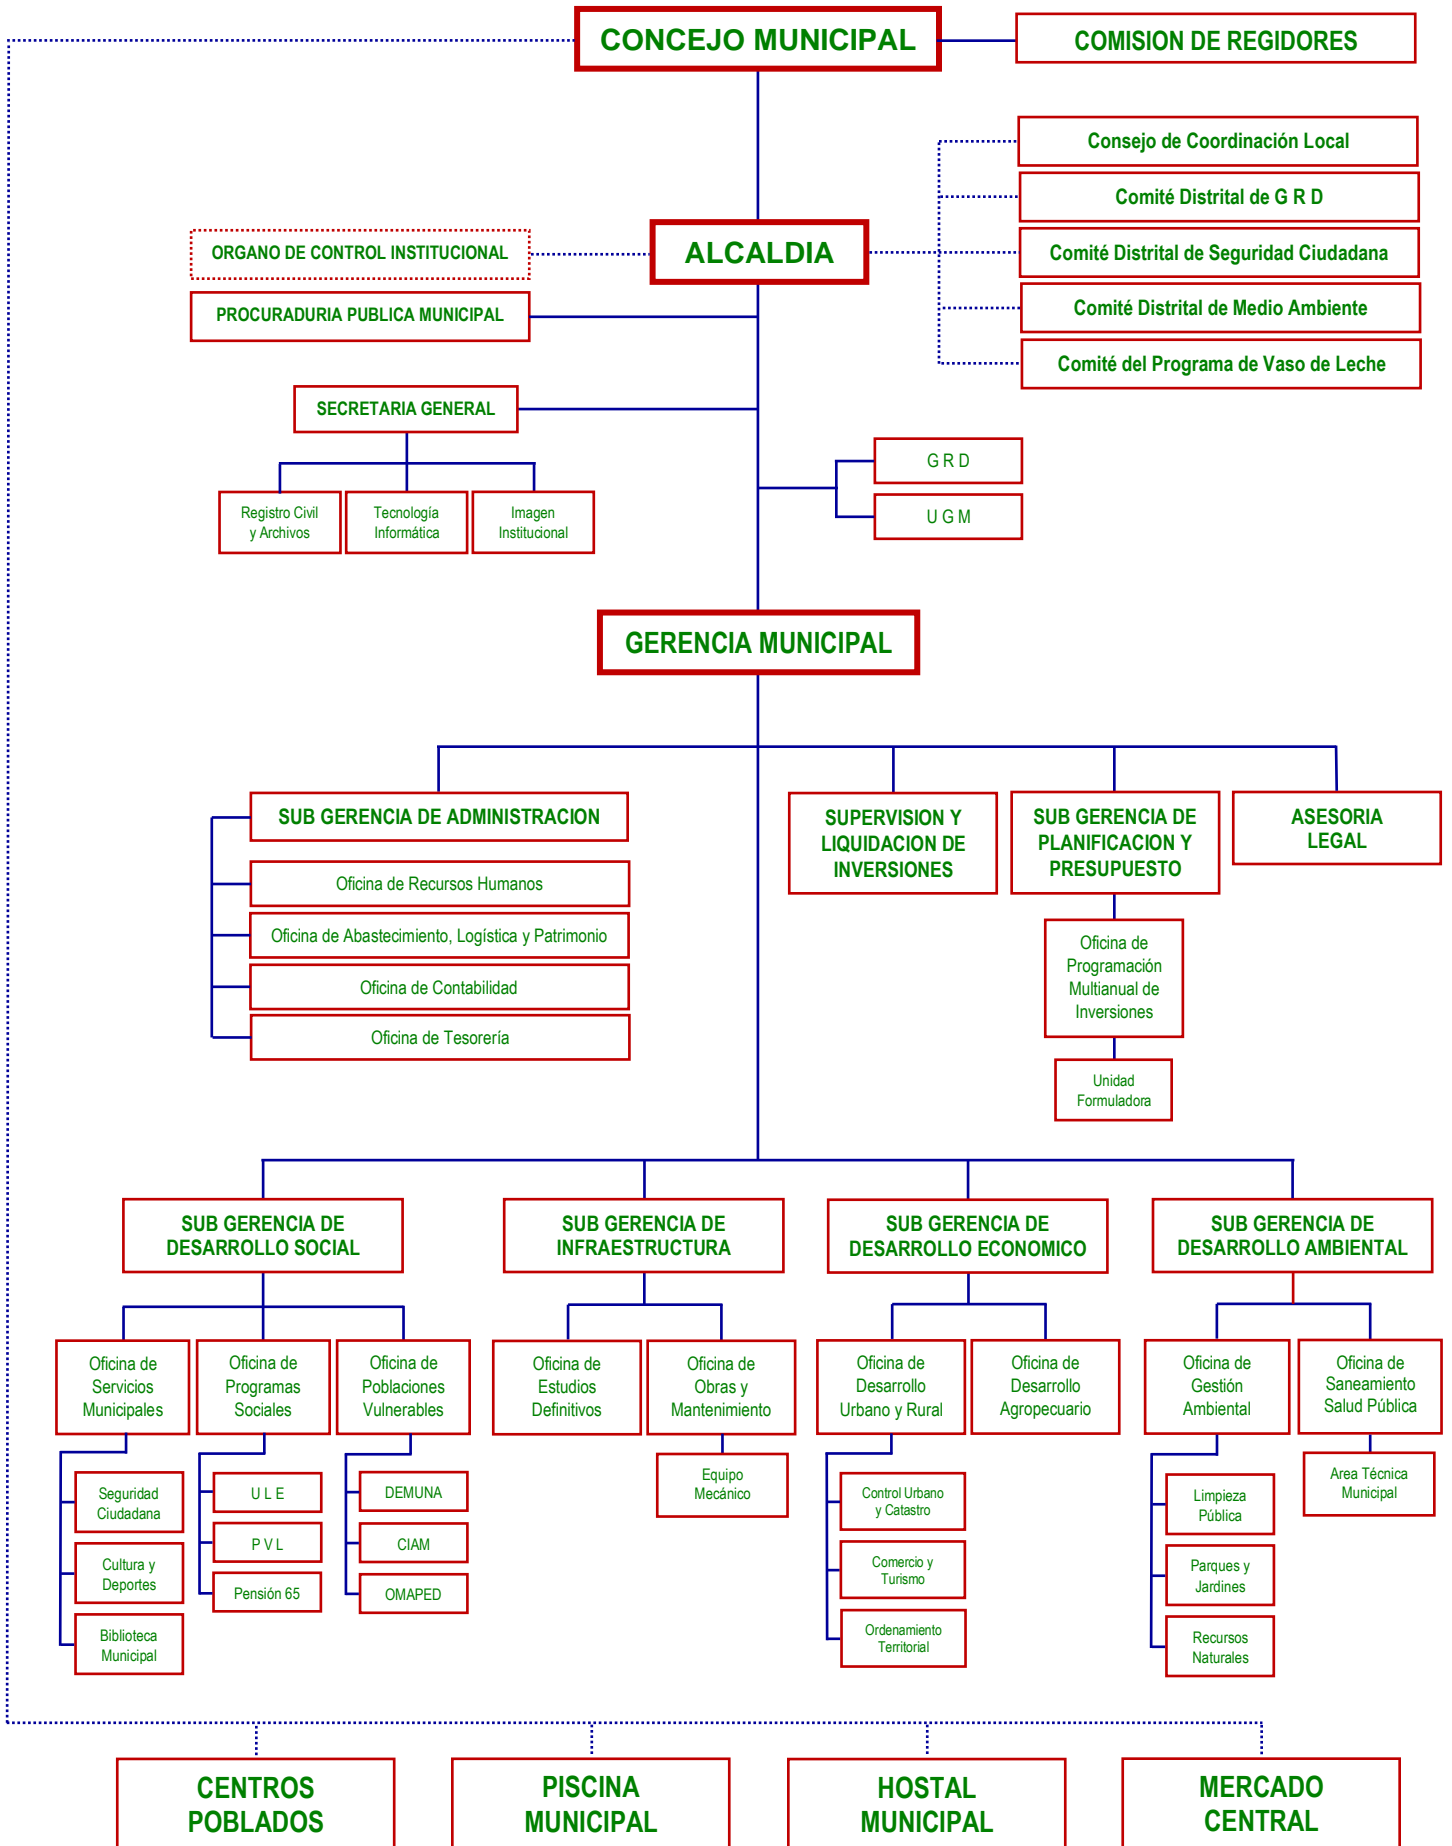 CONCEJO MUNICIPAL
COMISION DE REGIDORES
Consejo de Coordinación Local
Comité Distrital de G R D
Comité Distrital de Seguridad Ciudadana
Comité Distrital de Medio Ambiente
Comité del Programa de Vaso de Leche
ORGANO DE CONTROL INSTITUCIONAL
ALCALDIA
PROCURADURIA PUBLICA MUNICIPAL
SECRETARIA GENERAL
Registro Civil
y Archivos
Tecnología
Informática
Imagen
Institucional
G R D
U G M
GERENCIA MUNICIPAL
SUB GERENCIA DE ADMINISTRACION
Oficina de Recursos Humanos
Oficina de Abastecimiento, Logística y Patrimonio
Oficina de Contabilidad
Oficina de Tesorería
SUPERVISION Y
LIQUIDACION DE
INVERSIONES
SUB GERENCIA DE
PLANIFICACION Y
PRESUPUESTO
Oficina de
Programación
Multianual de
Inversiones
Unidad
Formuladora
ASESORIA
LEGAL
SUB GERENCIA DE
DESARROLLO SOCIAL
Oficina de
Servicios
Municipales
Seguridad
Ciudadana
Cultura y
Deportes
Biblioteca
Municipal
Oficina de
Programas
Sociales
U L E
P V L
Pensión 65
Oficina de
Poblaciones
Vulnerables
DEMUNA
CIAM
OMAPED
SUB GERENCIA DE
INFRAESTRUCTURA
Oficina de
Estudios
Definitivos
Oficina de
Obras y
Mantenimiento
Equipo
Mecánico
SUB GERENCIA DE
DESARROLLO ECONOMICO
Oficina de
Desarrollo
Urbano y Rural
Control Urbano
y Catastro
Comercio y
Turismo
Ordenamiento
Territorial
Oficina de
Desarrollo
Agropecuario
SUB GERENCIA DE
DESARROLLO AMBIENTAL
Oficina de
Gestión
Ambiental
Limpieza
Pública
Parques y
Jardines
Recursos
Naturales
Oficina de
Saneamiento
Salud Pública
Area Técnica
Municipal
CENTROS
POBLADOS
PISCINA
MUNICIPAL
HOSTAL
MUNICIPAL
MERCADO
CENTRAL